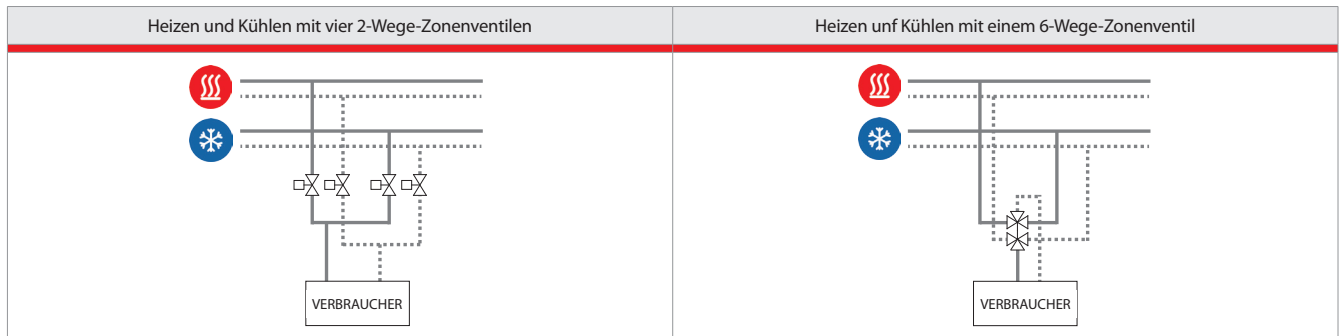 Heizen und Kühlen mit vier 2-Wege-Zonenventilen
Heizen unf Kühlen mit einem 6-Wege-Zonenventil
VERBRAUCHER
VERBRAUCHER